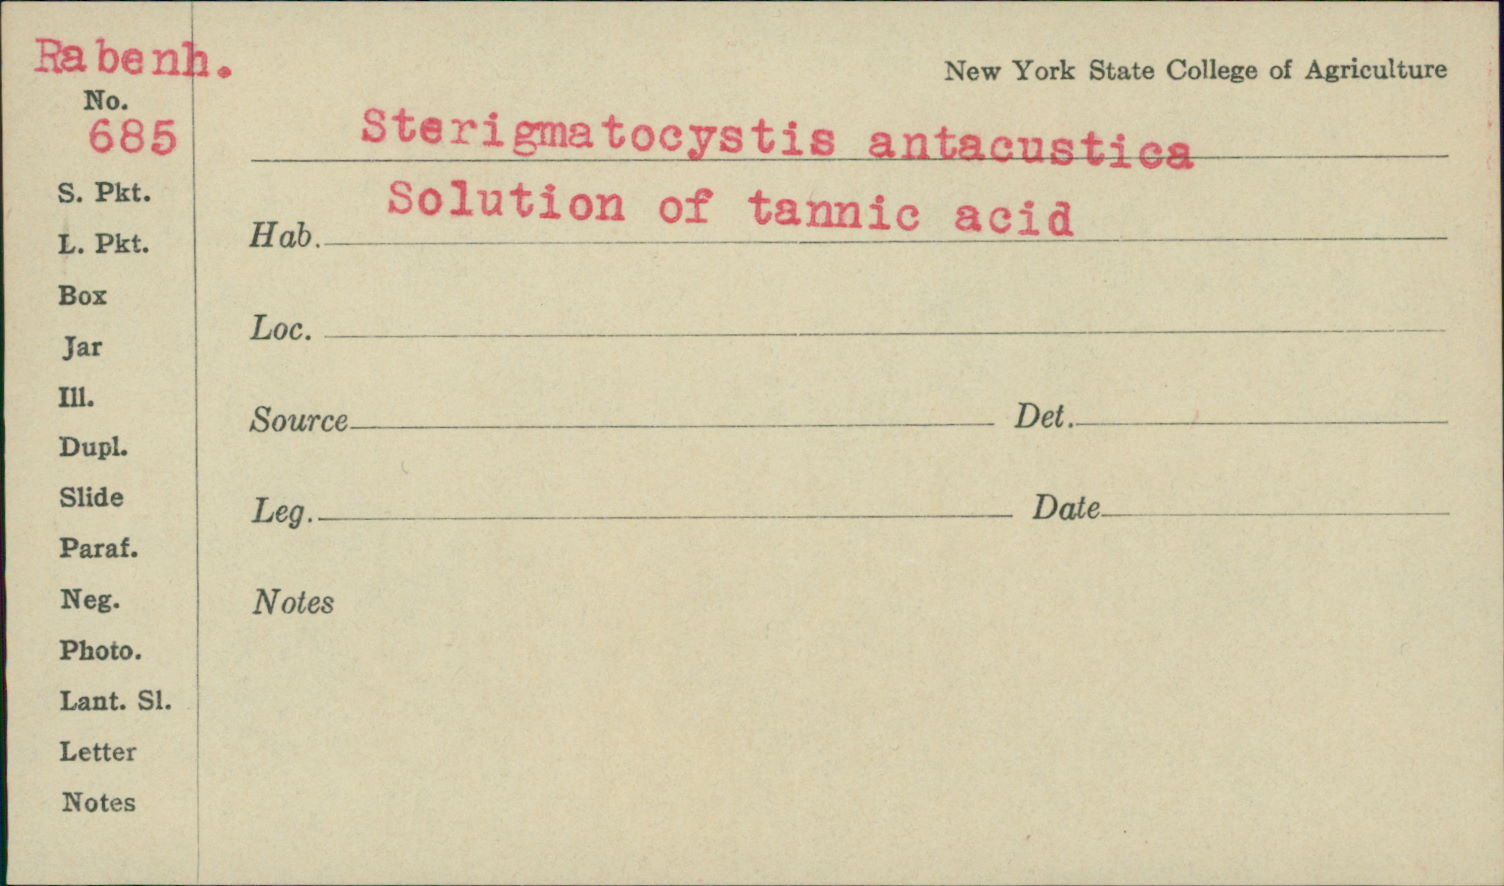 Rabenh.
New York State College of Agriculture
No.
685
Sterigmatocystis antacustica
Solution of tannic acid
Hab.
Loc.
Source Det.
Leg. Date
Notes
S. Pkt.
L. Pkt.
Box
Jar
Ill.
Dupl.
Slide
Paraf.
Neg.
Photo.
Lant. Sl.
Letter
Notes